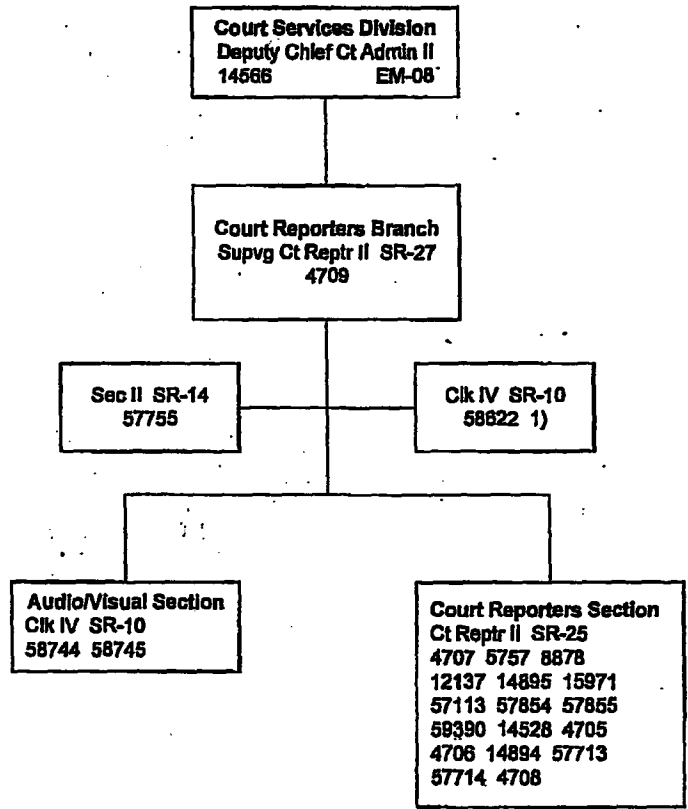 Court Services Division
Deputy Chief Ct Admin II
14566 EM-08
Court Reporters Branch
Supvg Ct Reptr II SR-27
4709
Sec II SR-14
57755
Clk IV SR-10
58622 1)
Audio/Visual Section
Clk IV SR-10
58744 58745
Court Reporters Section
Ct Reptr II SR-25
4707 5757 8878
12137 14895 15971
57113 57854 57855
59390 14528 4705
4706 14894 57713
57714 4708